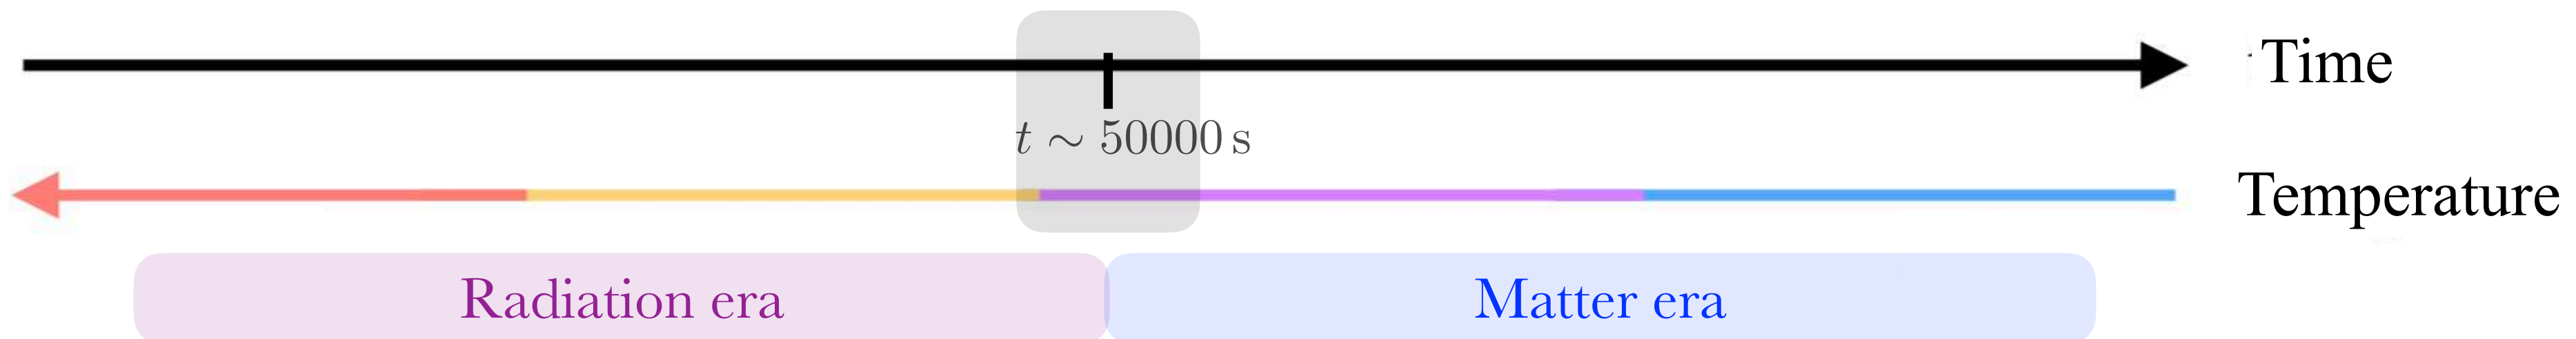 Time
t ∼ 50000 s
Temperature
Radiation era
Matter era